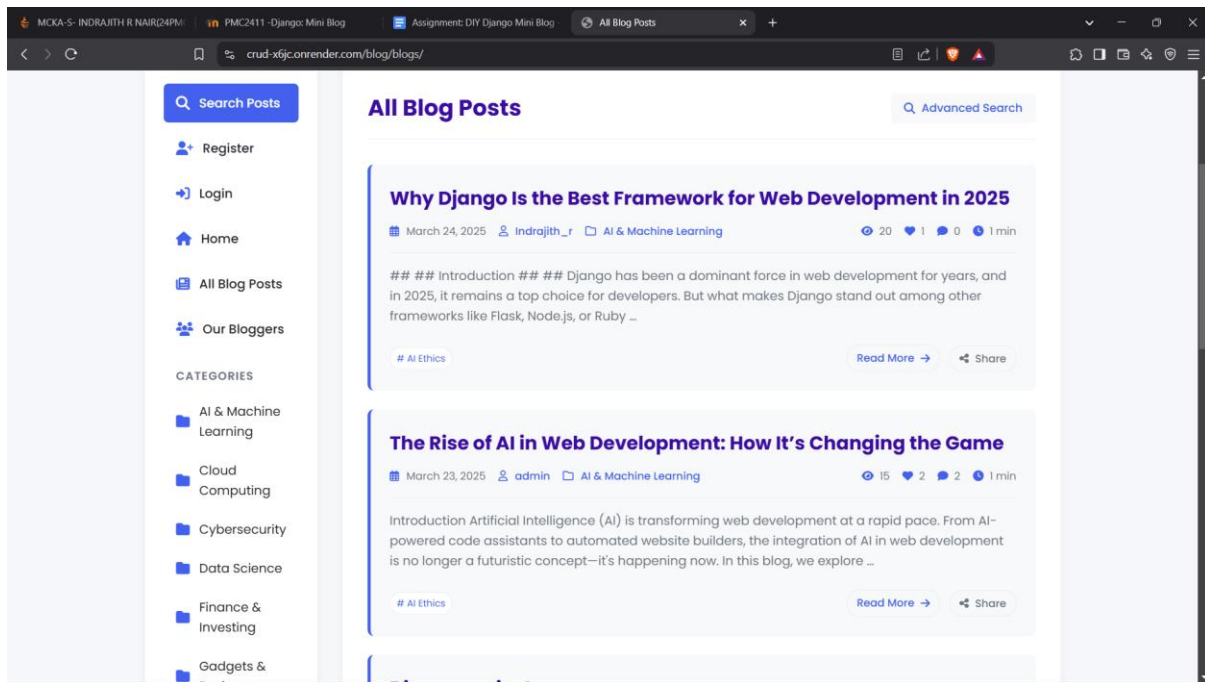 MCKA-S- INDRAJITH R NAIR(24PM
PMC2411 -Django: Mini Blog
Assignment: DIY Django Mini Blog
All Blog Posts
crud-x6jc.onrender.com/blog/blogs/
Search Posts
Register
Login
Home
All Blog Posts
Our Bloggers
CATEGORIES
AI & Machine
Learning
Cloud
Computing
Cybersecurity
Data Science
Finance &
Investing
Gadgets &
All Blog Posts
Advanced Search
Why Django Is the Best Framework for Web Development in 2025
March 24, 2025 Indrajith_r AI & Machine Learning 20 1 0 1 min
## ## Introduction ## ## Django has been a dominant force in web development for years, and
in 2025, it remains a top choice for developers. But what makes Django stand out among other
frameworks like Flask, Node.js, or Ruby …
# AI Ethics
Read More → Share
The Rise of AI in Web Development: How It’s Changing the Game
March 23, 2025 admin AI & Machine Learning 15 2 2 1 min
Introduction Artificial Intelligence (AI) is transforming web development at a rapid pace. From AI-
powered code assistants to automated website builders, the integration of AI in web development
is no longer a futuristic concept—it's happening now. In this blog, we explore …
# AI Ethics
Read More → Share